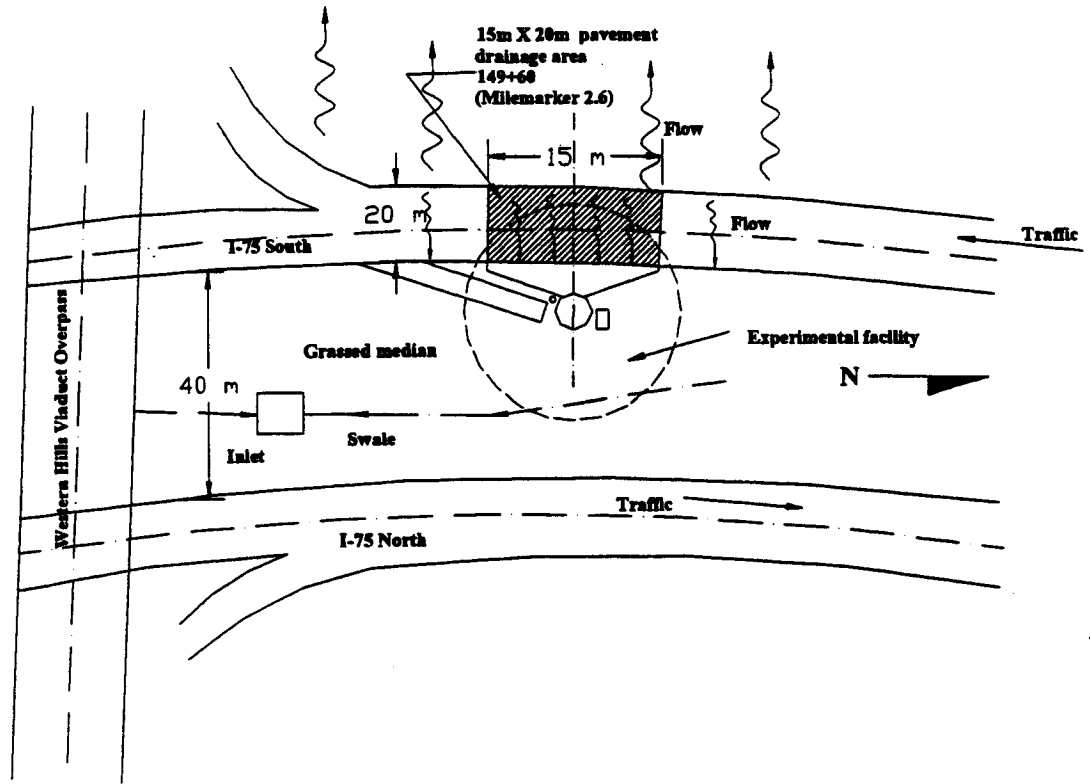 15m X 20m pavement
drainage area
149+60
(Milemarker 2.6)
Flow
15 m
20 m
Flow
I-75 South
Traffic
Western Hills Viaduct Overpass
Grassed median
Experimental facility
N
40 m
Inlet
Swale
Traffic
I-75 North